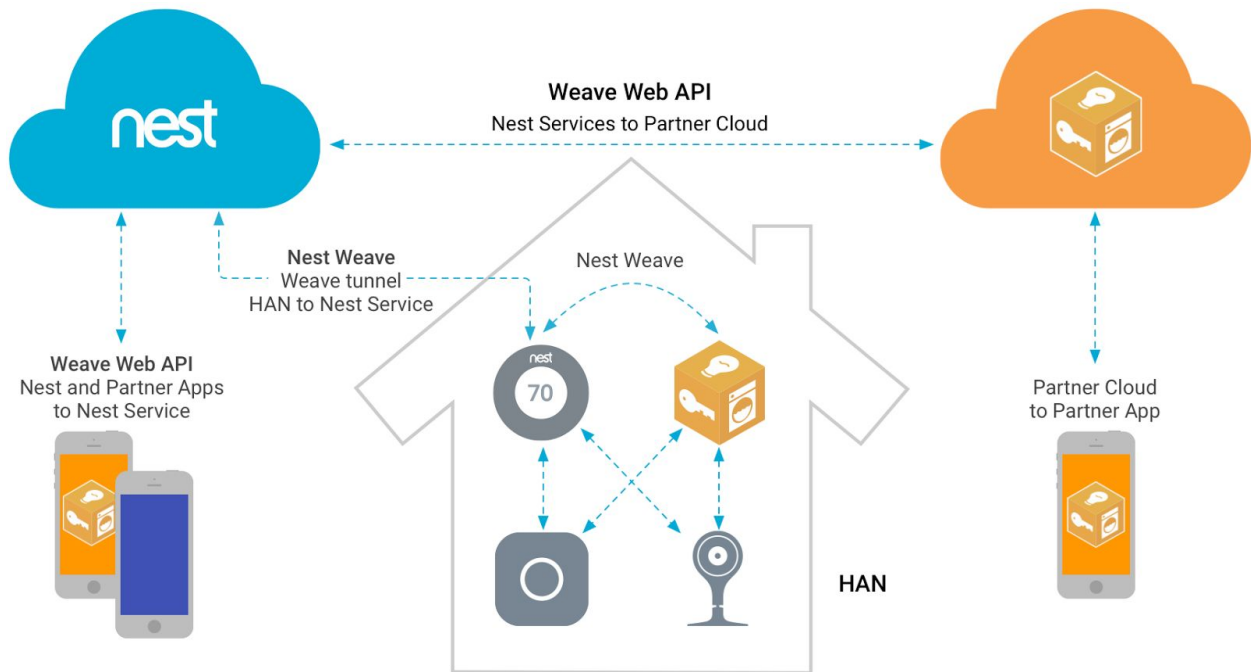 nest
Weave Web API
Nest Services to Partner Cloud
Nest Weave
Weave tunnel
HAN to Nest Service
Nest Weave
nest
70
Weave Web API
Nest and Partner Apps
to Nest Service
Partner Cloud
to Partner App
HAN